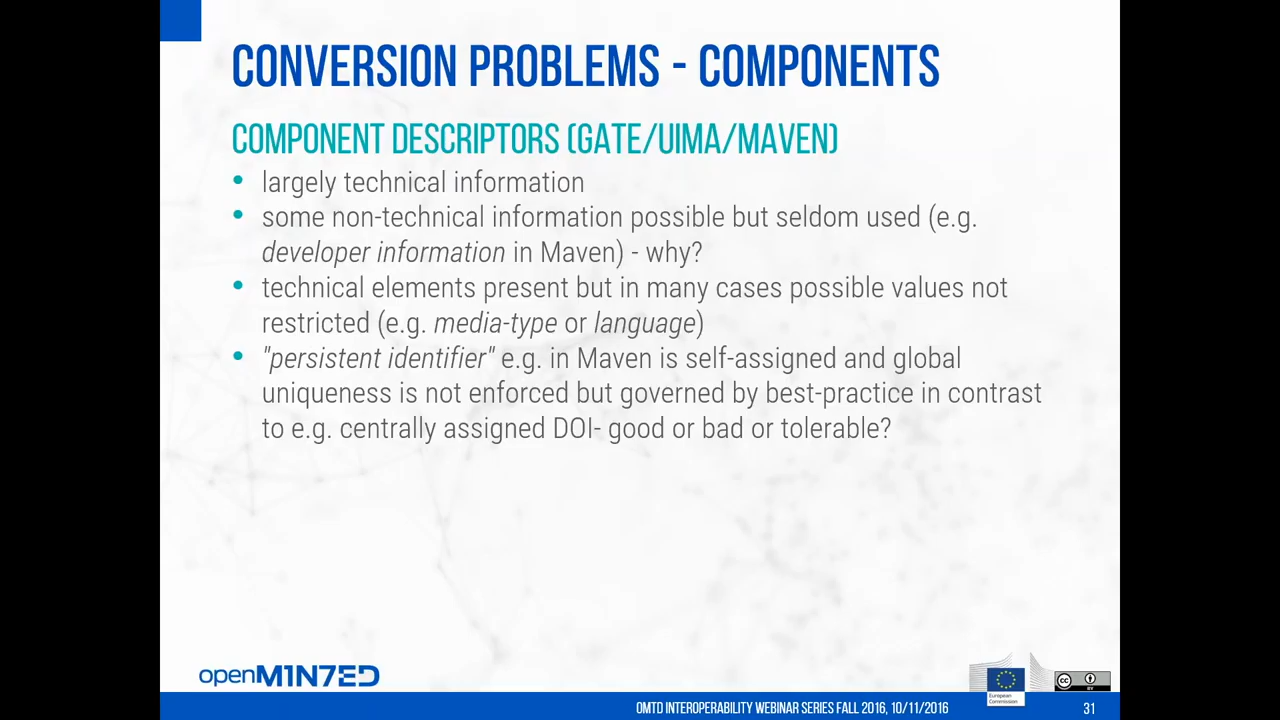 CONVERSION PROBLEMS - COMPONENTS
COMPONENT DESCRIPTORS (GATE/UIMA/MAVEN)
• largely technical information
• some non-technical information possible but seldom used (e.g.
developer information in Maven) - why?
• technical elements present but in many cases possible values not
restricted (e.g. media-type or language)
• "persistent identifier" e.g. in Maven is self-assigned and global
uniqueness is not enforced but governed by best-practice in contrast
to e.g. centrally assigned DOI- good or bad or tolerable?
openM1N7ED
European
Commission
cc
BY
OMTD INTEROPERABILITY WEBINAR SERIES FALL 2016, 10/11/2016
31